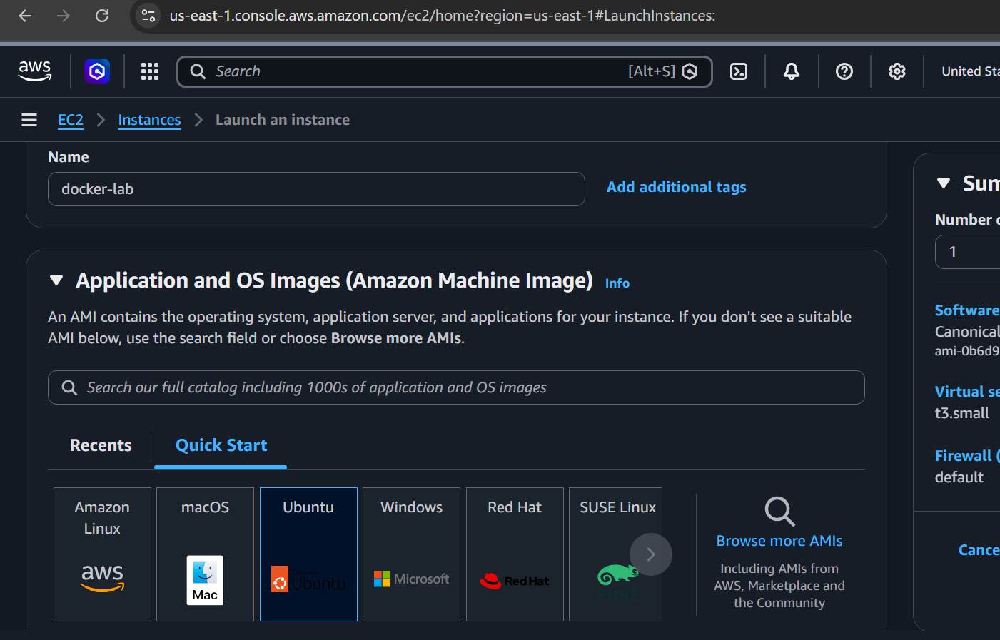 us-east-1.console.aws.amazon.com/ec2/home?region=us-east-1#LaunchInstances:
aws
Search
[Alt+S]
United Sta
EC2
Instances
Launch an instance
Name
docker-lab
Add additional tags
Application and OS Images (Amazon Machine Image) Info
An AMI contains the operating system, application server, and applications for your instance. If you don't see a suitable
AMI below, use the search field or choose Browse more AMIs.
Search our full catalog including 1000s of application and OS images
Recents
Quick Start
Amazon
Linux
aws
macOS
Mac
Ubuntu
Canonical
Ubuntu
Windows
Microsoft
Red Hat
Red Hat
SUSE Linux
SUSE
Browse more AMIs
Including AMIs from
AWS, Marketplace and
the Community
Sum
Number o
1
Software
Canonical
ami-0b6d9
Virtual se
t3.small
Firewall (
default
Cance